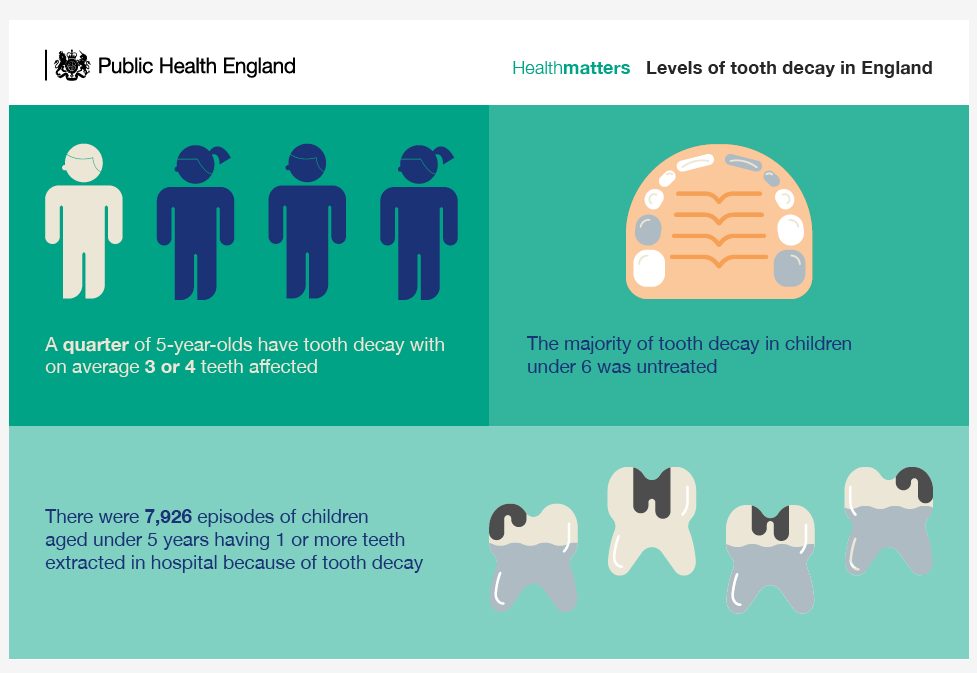 Public Health England
Healthmatters Levels of tooth decay in England
A quarter of 5-year-olds have tooth decay with
on average 3 or 4 teeth affected
The majority of tooth decay in children
under 6 was untreated
There were 7,926 episodes of children
aged under 5 years having 1 or more teeth
extracted in hospital because of tooth decay